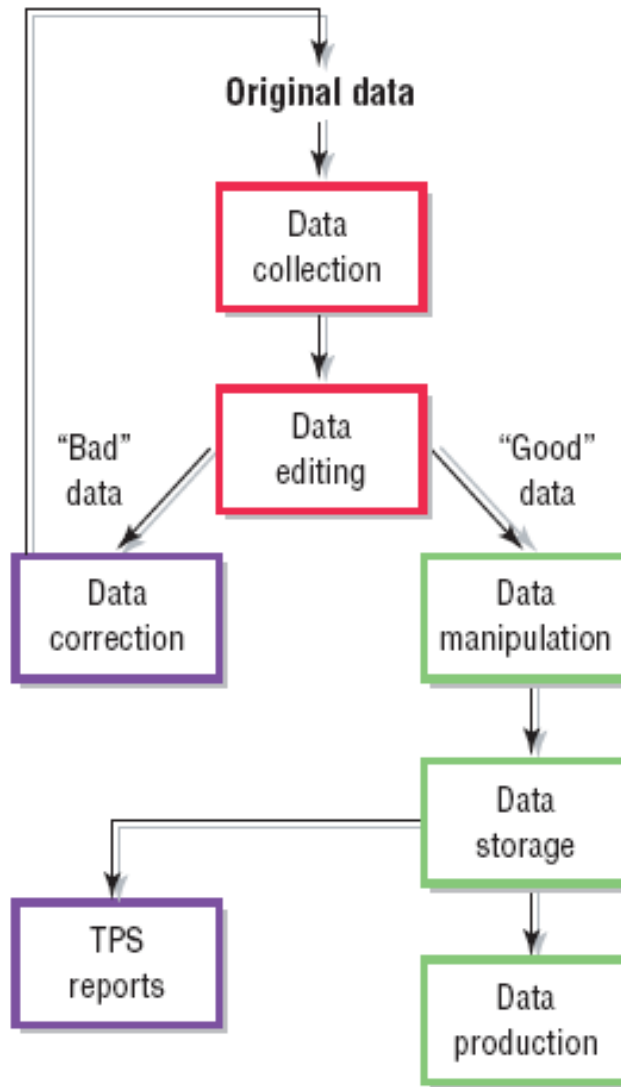 Original data
Data
collection
Data
editing
“Bad”
data
“Good”
data
Data
correction
Data
manipulation
Data
storage
TPS
reports
Data
production